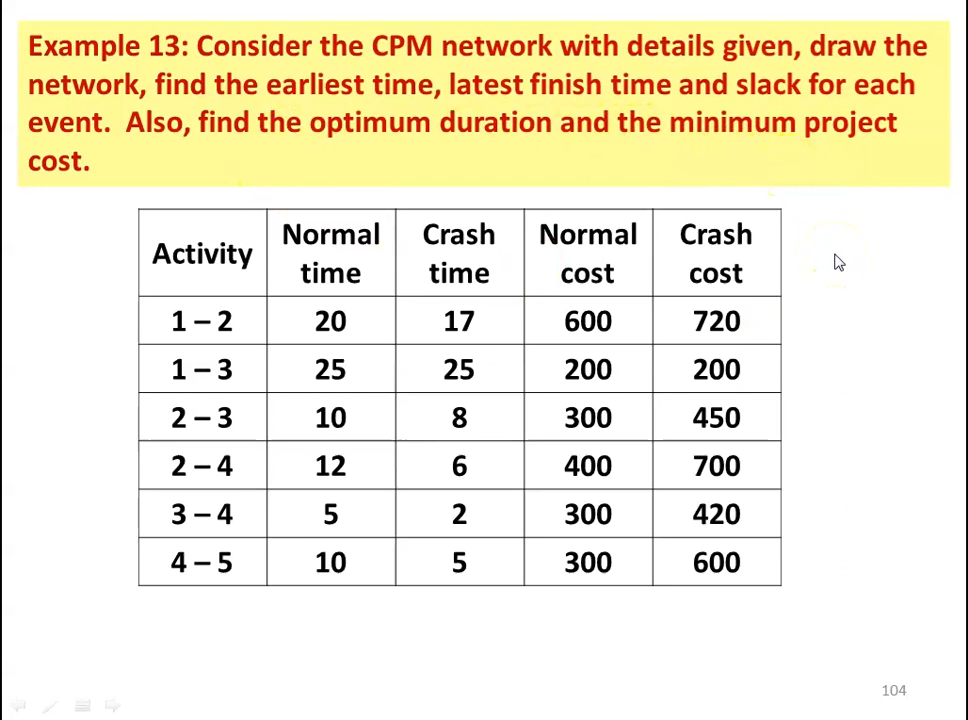 Example 13: Consider the CPM network with details given, draw the
network, find the earliest time, latest finish time and slack for each
event. Also, find the optimum duration and the minimum project
cost.
Activity Normal time Crash time Normal cost Crash cost
1 – 2 20 17 600 720
1 – 3 25 25 200 200
2 – 3 10 8 300 450
2 – 4 12 6 400 700
3 – 4 5 2 300 420
4 – 5 10 5 300 600
104